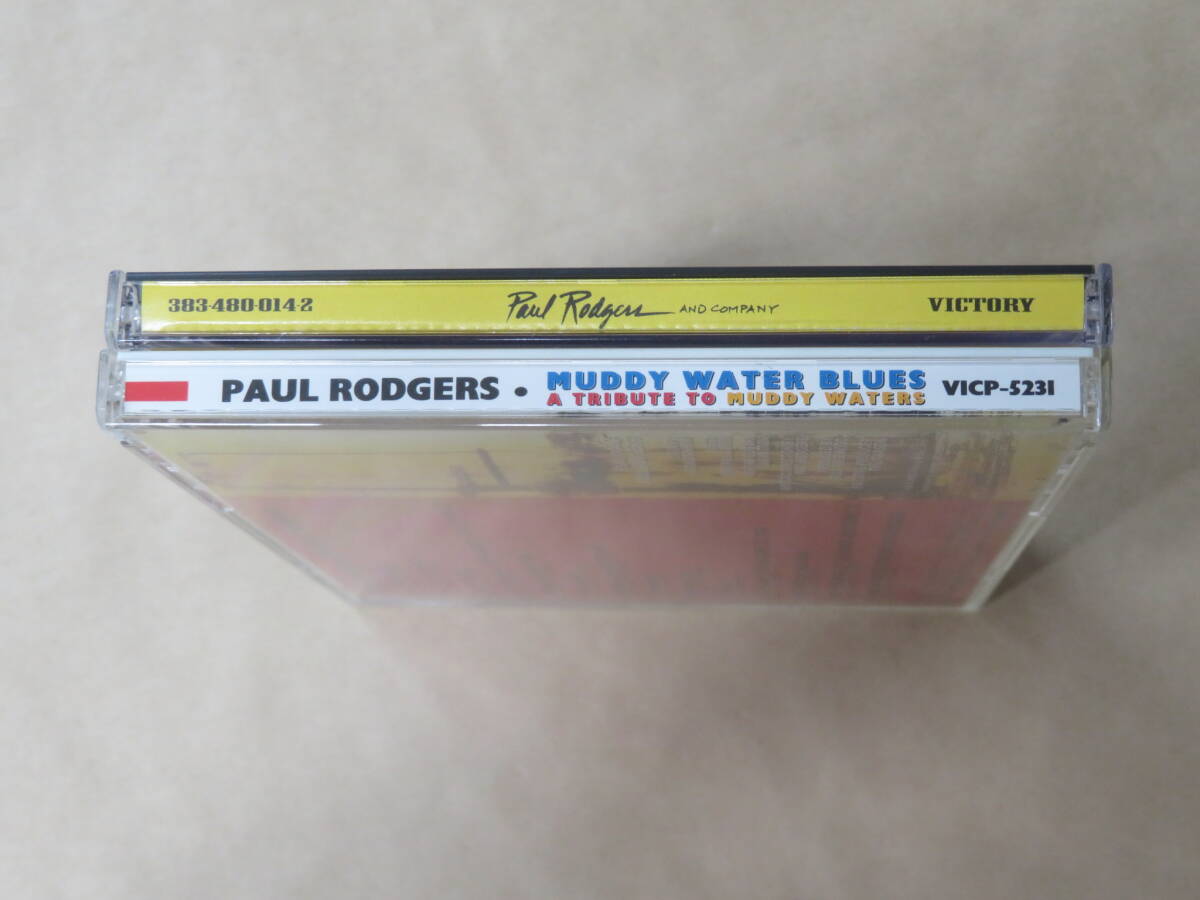 383-480-014-2 Paul Rodgers AND COMPANY VICTORY
PAUL RODGERS • MUDDY WATER BLUES VICP-5231
A TRIBUTE TO MUDDY WATERS